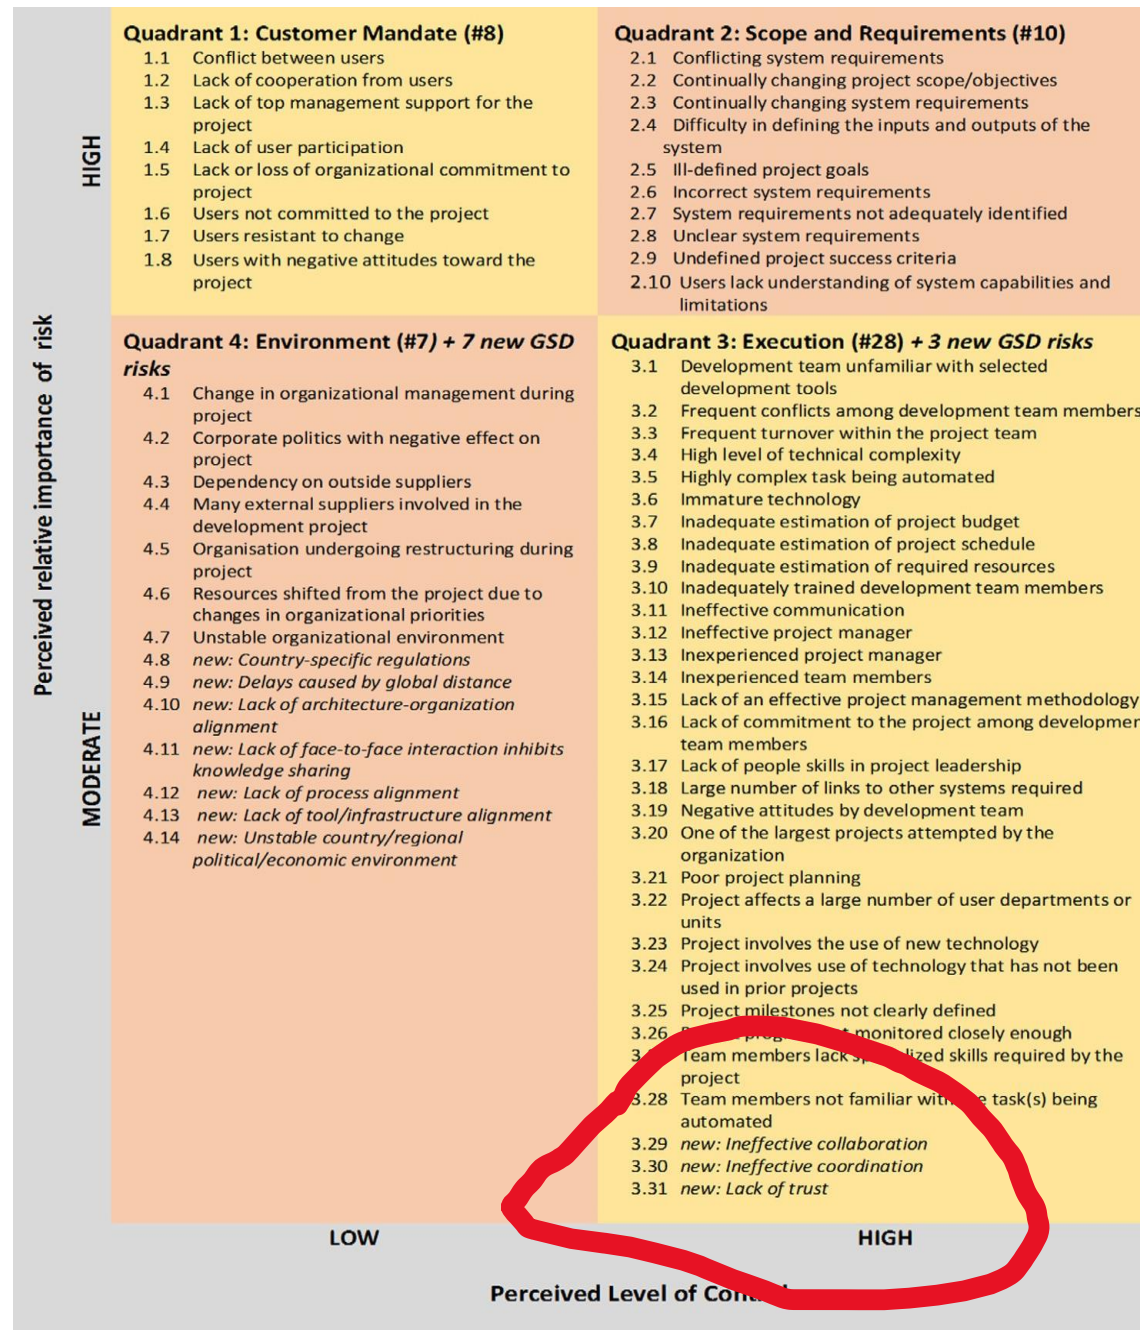 Quadrant 1: Customer Mandate (#8)
1.1 Conflict between users
1.2 Lack of cooperation from users
1.3 Lack of top management support for the
project
1.4 Lack of user participation
1.5 Lack or loss of organizational commitment to
project
1.6 Users not committed to the project
1.7 Users resistant to change
1.8 Users with negative attitudes toward the
project
Quadrant 2: Scope and Requirements (#10)
2.1 Conflicting system requirements
2.2 Continually changing project scope/objectives
2.3 Continually changing system requirements
2.4 Difficulty in defining the inputs and outputs of the
system
2.5 Ill-defined project goals
2.6 Incorrect system requirements
2.7 System requirements not adequately identified
2.8 Unclear system requirements
2.9 Undefined project success criteria
2.10 Users lack understanding of system capabilities and
limitations
HIGH
Perceived relative importance of risk
MODERATE
Quadrant 4: Environment (#7) + 7 new GSD
risks
4.1 Change in organizational management during
project
4.2 Corporate politics with negative effect on
project
4.3 Dependency on outside suppliers
4.4 Many external suppliers involved in the
development project
4.5 Organisation undergoing restructuring during
project
4.6 Resources shifted from the project due to
changes in organizational priorities
4.7 Unstable organizational environment
4.8 new: Country-specific regulations
4.9 new: Delays caused by global distance
4.10 new: Lack of architecture-organization
alignment
4.11 new: Lack of face-to-face interaction inhibits
knowledge sharing
4.12 new: Lack of process alignment
4.13 new: Lack of tool/infrastructure alignment
4.14 new: Unstable country/regional
political/economic environment
Quadrant 3: Execution (#28) + 3 new GSD risks
3.1 Development team unfamiliar with selected
development tools
3.2 Frequent conflicts among development team members
3.3 Frequent turnover within the project team
3.4 High level of technical complexity
3.5 Highly complex task being automated
3.6 Immature technology
3.7 Inadequate estimation of project budget
3.8 Inadequate estimation of project schedule
3.9 Inadequate estimation of required resources
3.10 Inadequately trained development team members
3.11 Ineffective communication
3.12 Ineffective project manager
3.13 Inexperienced project manager
3.14 Inexperienced team members
3.15 Lack of an effective project management methodology
3.16 Lack of commitment to the project among developmen
team members
3.17 Lack of people skills in project leadership
3.18 Large number of links to other systems required
3.19 Negative attitudes by development team
3.20 One of the largest projects attempted by the
organization
3.21 Poor project planning
3.22 Project affects a large number of user departments or
units
3.23 Project involves the use of new technology
3.24 Project involves use of technology that has not been
used in prior projects
3.25 Project milestones not clearly defined
3.26 monitored closely enough
Team members lack skills required by the
project
3.28 Team members not familiar with task(s) being
automated
3.29 new: Ineffective collaboration
3.30 new: Ineffective coordination
3.31 new: Lack of trust
LOW
HIGH
Perceived Level of